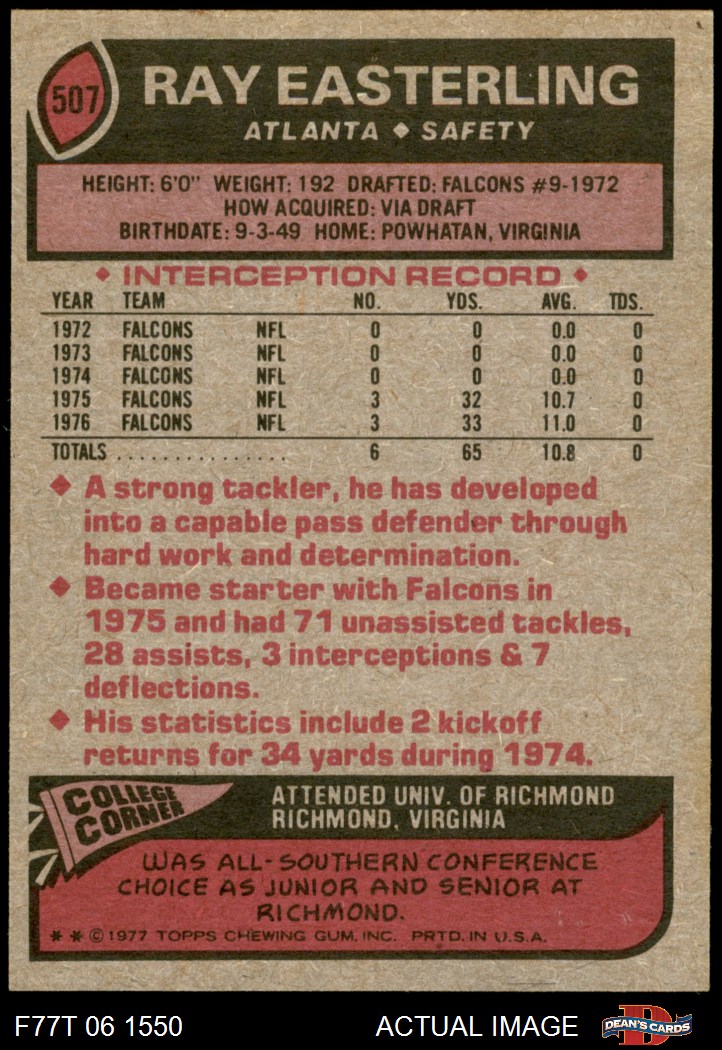 507
RAY EASTERLING
ATLANTA ◆ SAFETY
HEIGHT: 6'0" WEIGHT: 192 DRAFTED: FALCONS #9-1972
HOW ACQUIRED: VIA DRAFT
BIRTHDATE: 9-3-49 HOME: POWHATAN, VIRGINIA
◆ INTERCEPTION RECORD ◆
YEAR TEAM NO. YDS. AVG. TDS.
1972 FALCONS NFL 0 0 0.0 0
1973 FALCONS NFL 0 0 0.0 0
1974 FALCONS NFL 0 0 0.0 0
1975 FALCONS NFL 3 32 10.7 0
1976 FALCONS NFL 3 33 11.0 0
TOTALS . . . . . . . . . . . . . . . 6 65 10.8 0
◆ A strong tackler, he has developed
into a capable pass defender through
hard work and determination.
◆ Became starter with Falcons in
1975 and had 71 unassisted tackles,
28 assists, 3 interceptions & 7
deflections.
◆ His statistics include 2 kickoff
returns for 34 yards during 1974.
COLLEGE
CORNER
ATTENDED UNIV. OF RICHMOND
RICHMOND, VIRGINIA
WAS ALL-SOUTHERN CONFERENCE
CHOICE AS JUNIOR AND SENIOR AT
RICHMOND.
* * © 1977 TOPPS CHEWING GUM, INC. PRTD. IN U.S.A.
F77T 06 1550 ACTUAL IMAGE D DEAN'S CARDS